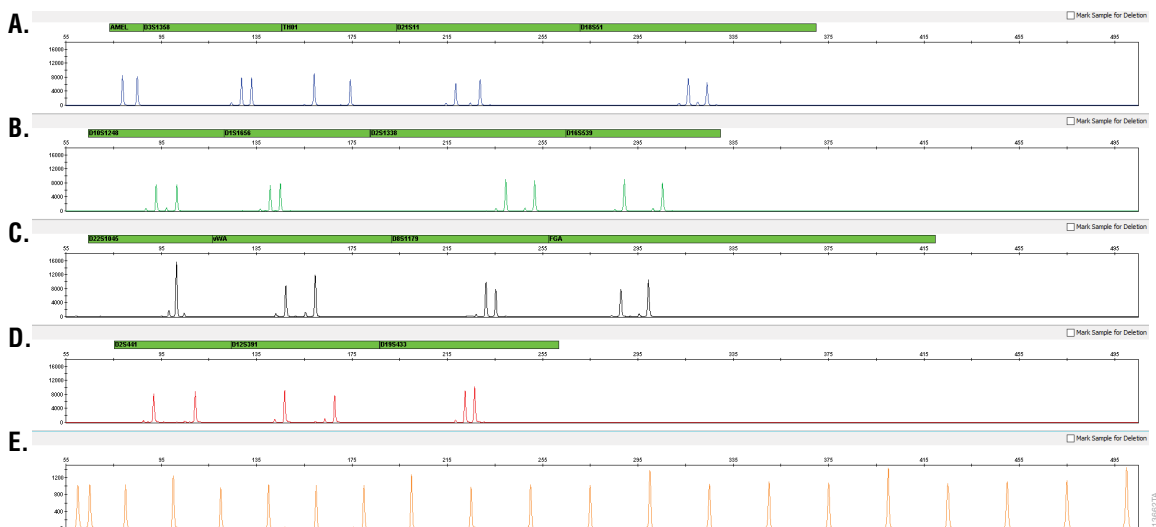 A.
Mark Sample for Deletion
AMEL D3S1358 TH01 D21S11 D18S51
55 95 135 175 215 255 295 335 375 415 455 495
16000
12000
8000
4000
0
B.
Mark Sample for Deletion
D10S1248 D1S1656 D2S1338 D16S539
55 95 135 175 215 255 295 335 375 415 455 495
16000
12000
8000
4000
0
C.
Mark Sample for Deletion
D22S1045 vWA D8S1179 FGA
55 95 135 175 215 255 295 335 375 415 455 495
16000
12000
8000
4000
0
D.
Mark Sample for Deletion
D2S441 D12S391 D19S433
55 95 135 175 215 255 295 335 375 415 455 495
16000
12000
8000
4000
0
E.
Mark Sample for Deletion
55 95 135 175 215 255 295 335 375 415 455 495
1200
800
400
0